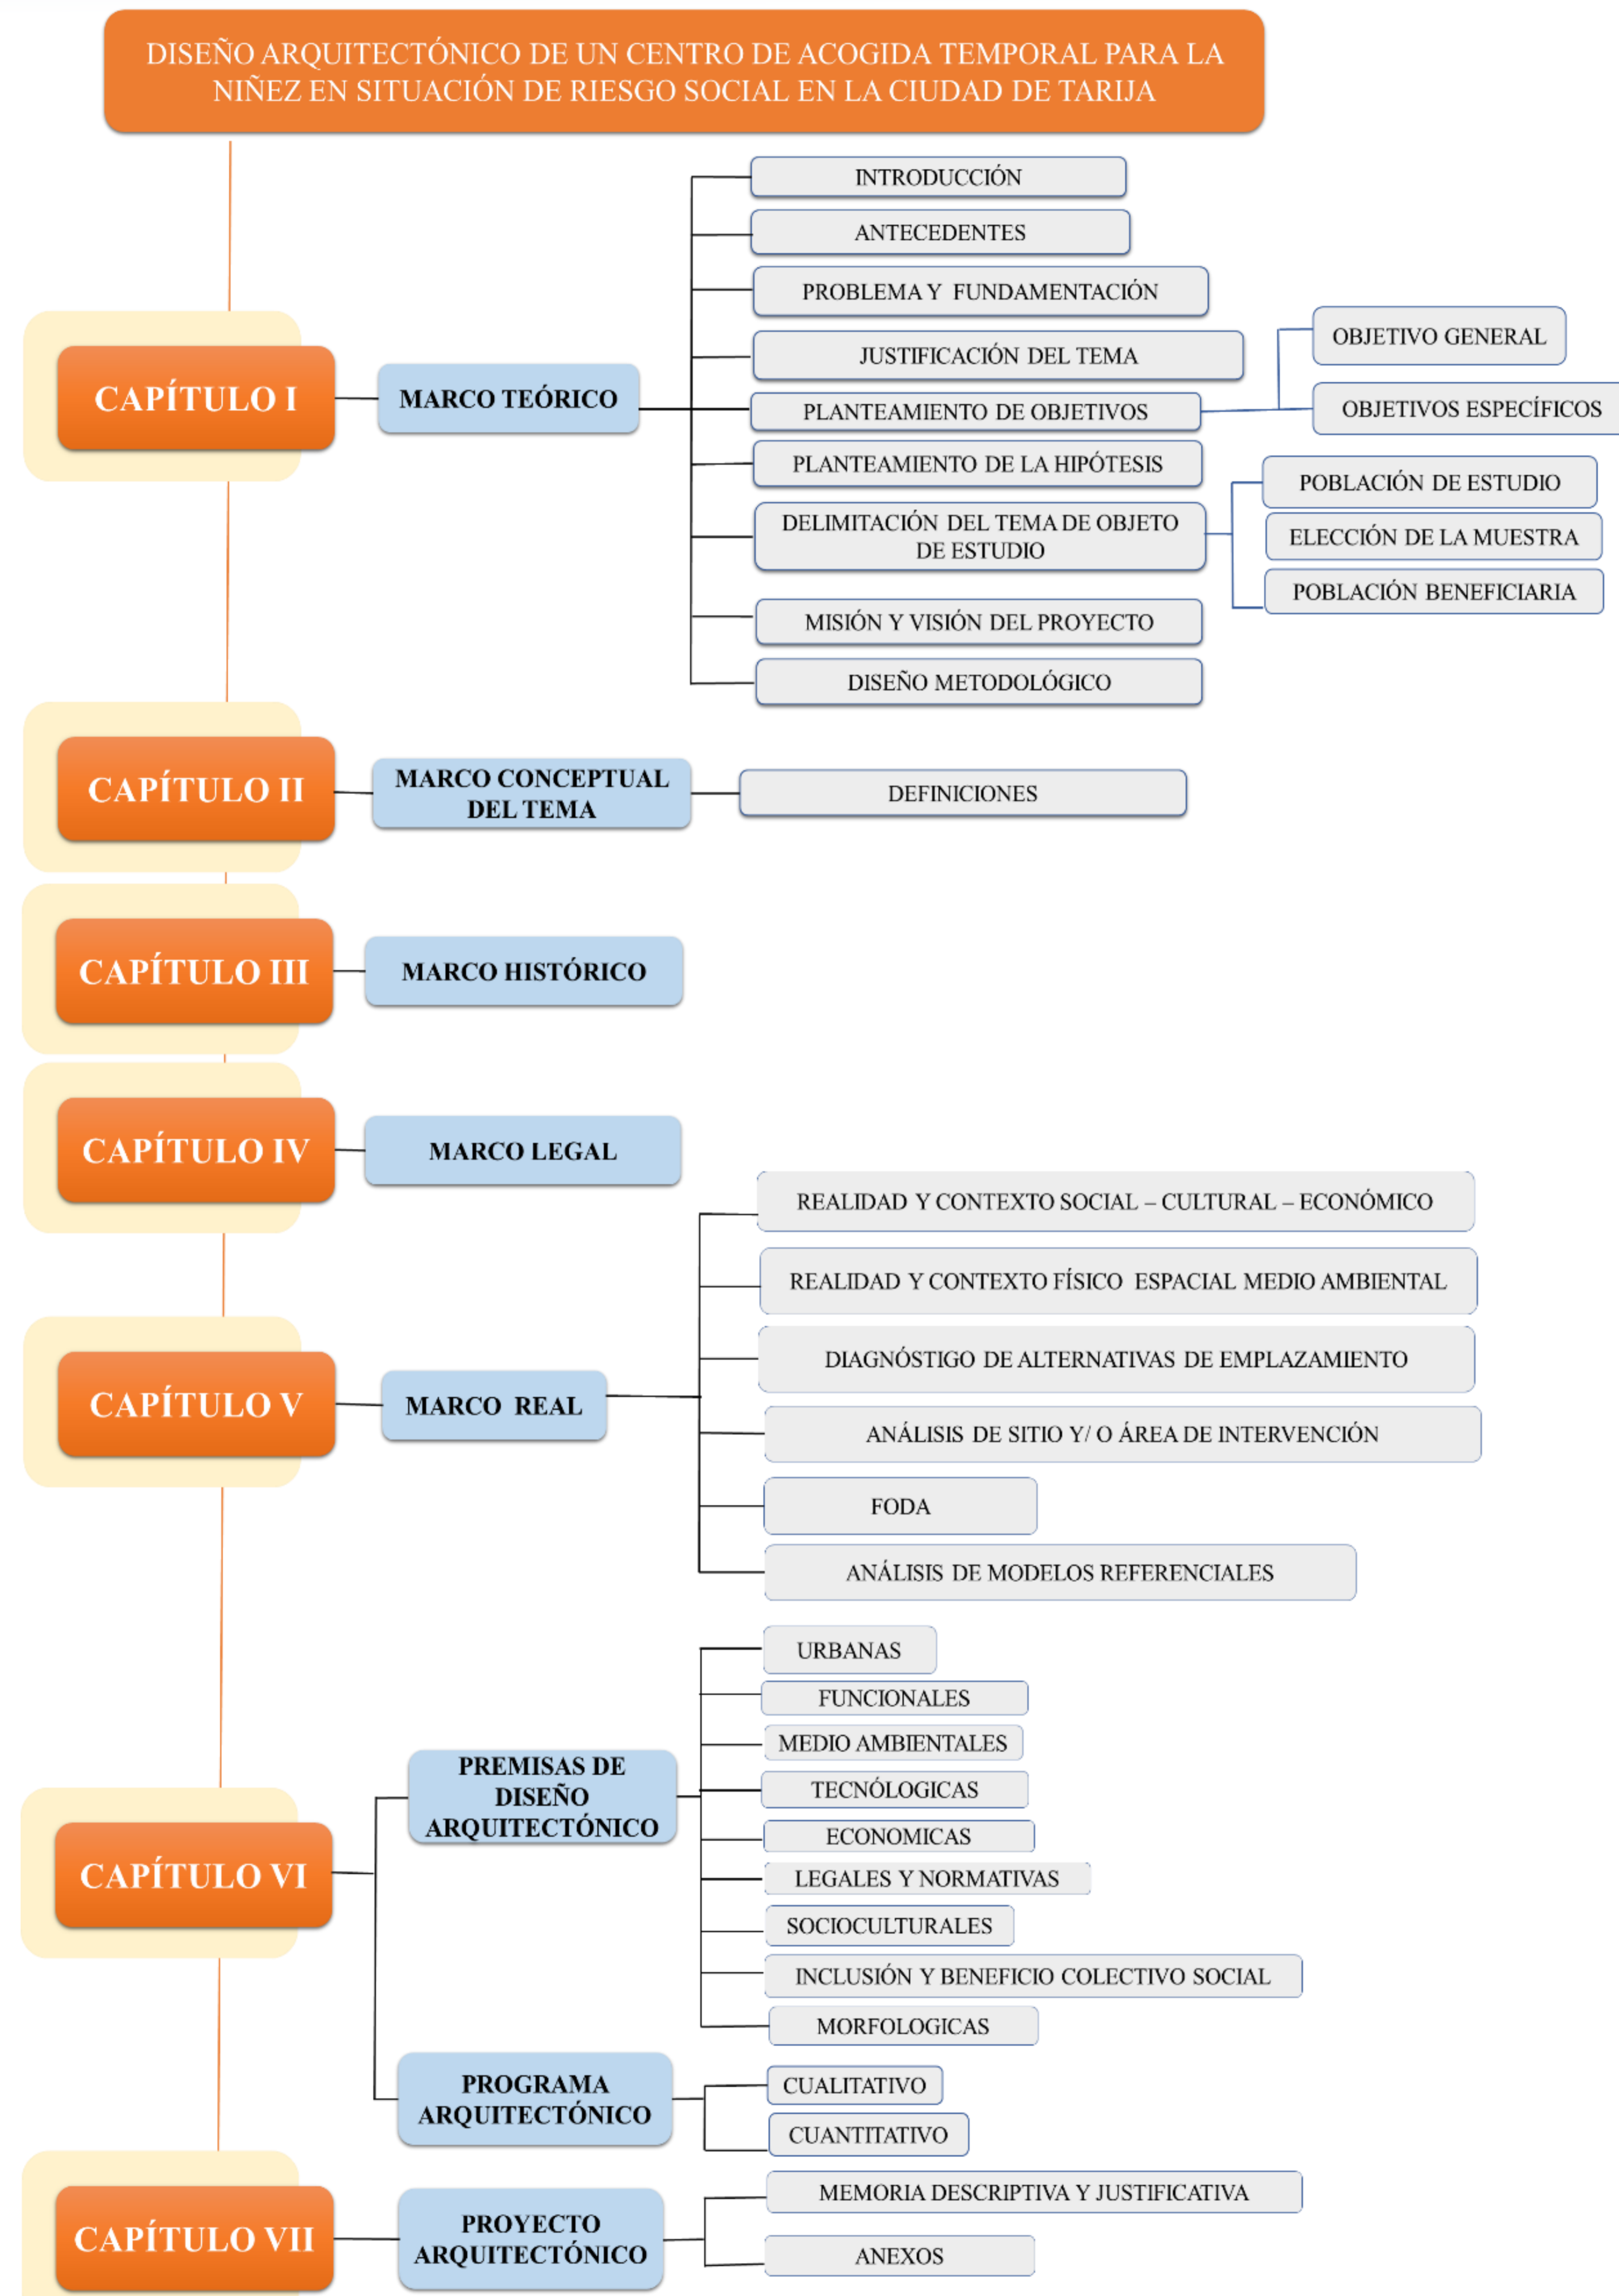 DISEÑO ARQUITECTÓNICO DE UN CENTRO DE ACOGIDA TEMPORAL PARA LA
NIÑEZ EN SITUACIÓN DE RIESGO SOCIAL EN LA CIUDAD DE TARIJA
CAPÍTULO I
MARCO TEÓRICO
INTRODUCCIÓN
ANTECEDENTES
PROBLEMA Y FUNDAMENTACIÓN
JUSTIFICACIÓN DEL TEMA
PLANTEAMIENTO DE OBJETIVOS
OBJETIVO GENERAL
OBJETIVOS ESPECÍFICOS
PLANTEAMIENTO DE LA HIPÓTESIS
DELIMITACIÓN DEL TEMA DE OBJETO
DE ESTUDIO
POBLACIÓN DE ESTUDIO
ELECCIÓN DE LA MUESTRA
POBLACIÓN BENEFICIARIA
MISIÓN Y VISIÓN DEL PROYECTO
DISEÑO METODOLÓGICO
CAPÍTULO II
MARCO CONCEPTUAL
DEL TEMA
DEFINICIONES
CAPÍTULO III
MARCO HISTÓRICO
CAPÍTULO IV
MARCO LEGAL
CAPÍTULO V
MARCO REAL
REALIDAD Y CONTEXTO SOCIAL – CULTURAL – ECONÓMICO
REALIDAD Y CONTEXTO FÍSICO ESPACIAL MEDIO AMBIENTAL
DIAGNÓSTIGO DE ALTERNATIVAS DE EMPLAZAMIENTO
ANÁLISIS DE SITIO Y/ O ÁREA DE INTERVENCIÓN
FODA
ANÁLISIS DE MODELOS REFERENCIALES
CAPÍTULO VI
PREMISAS DE
DISEÑO
ARQUITECTÓNICO
URBANAS
FUNCIONALES
MEDIO AMBIENTALES
TECNÓLOGICAS
ECONOMICAS
LEGALES Y NORMATIVAS
SOCIOCULTURALES
INCLUSIÓN Y BENEFICIO COLECTIVO SOCIAL
MORFOLOGICAS
PROGRAMA
ARQUITECTÓNICO
CUALITATIVO
CUANTITATIVO
CAPÍTULO VII
PROYECTO
ARQUITECTÓNICO
MEMORIA DESCRIPTIVA Y JUSTIFICATIVA
ANEXOS